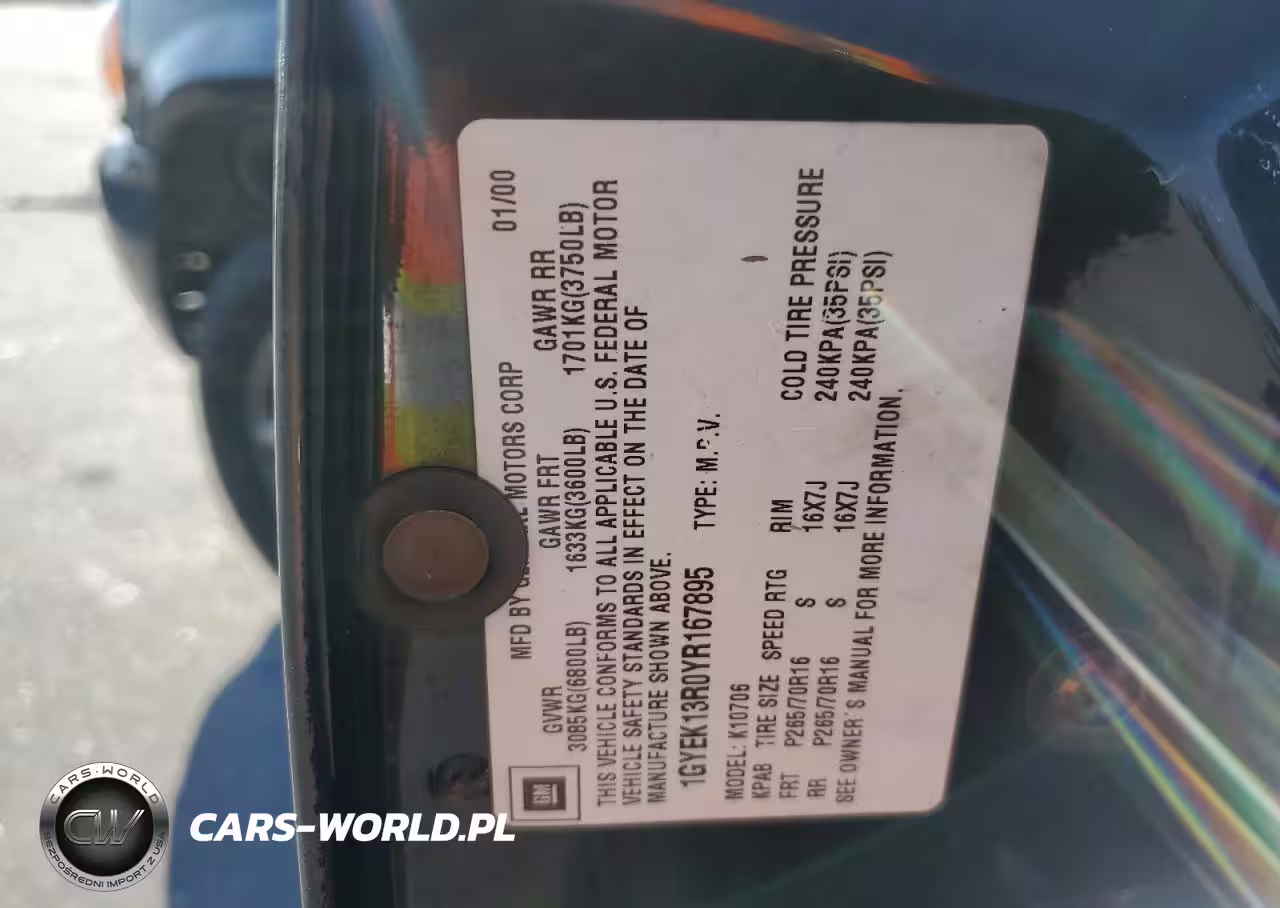 MFD BY MOTORS CORP 01/00
GVWR GAWR FRT GAWR RR
3085KG(6800LB) 1633KG(3600LB) 1701KG(3750LB)
THIS VEHICLE CONFORMS TO ALL APPLICABLE U.S. FEDERAL MOTOR
VEHICLE SAFETY STANDARDS IN EFFECT ON THE DATE OF
MANUFACTURE SHOWN ABOVE.
1GYEK13R0YR167895 TYPE: M.P.V.
MODEL: K10706
KPAB TIRE SIZE SPEED RTG RIM COLD TIRE PRESSURE
FRT P265/70R16 S 16X7J 240KPA(35PSI)
RR P265/70R16 S 16X7J 240KPA(35PSI)
SEE OWNER'S MANUAL FOR MORE INFORMATION.
GM
CARS-WORLD
CW
BEZPOŚREDNI IMPORT Z USA
CARS-WORLD.PL